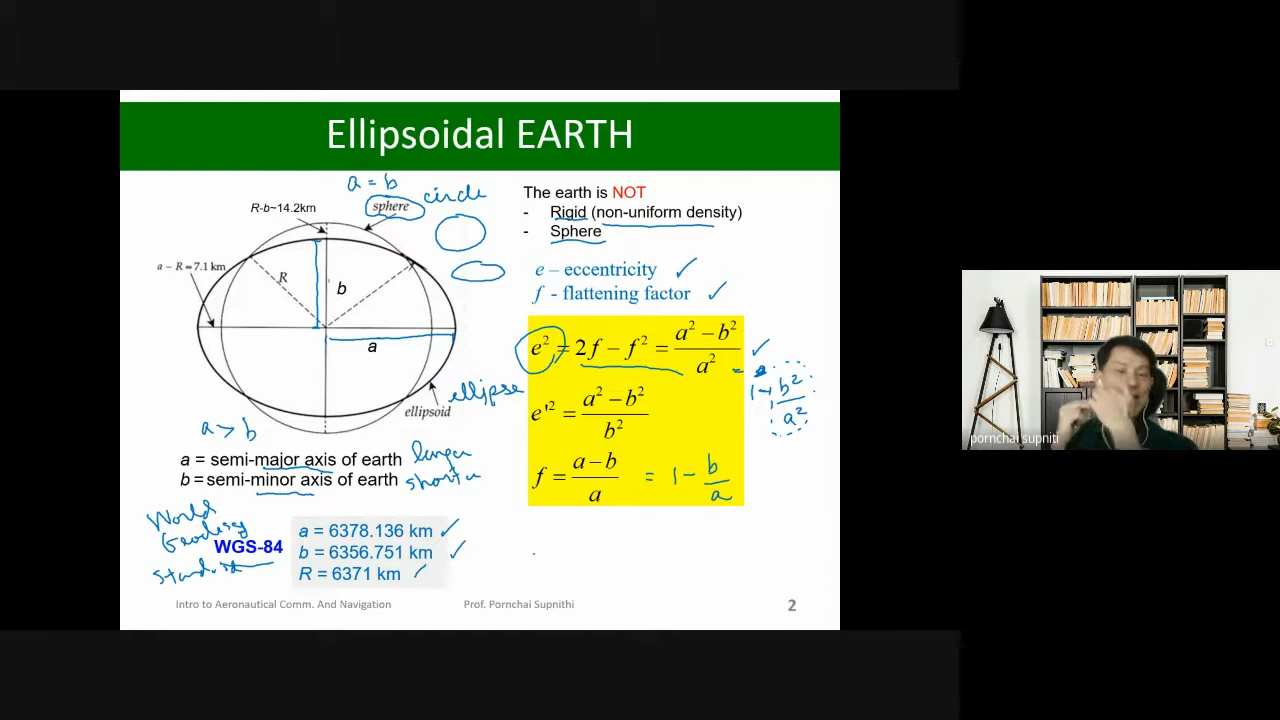 Ellipsoidal EARTH
a = b
circle
R-b~14.2km
sphere
a – R = 7.1 km
R
b
a
ellipse
ellipsoid
a > b
a = semi-major axis of earth
longer
b = semi-minor axis of earth
World
Geodesy
WGS-84
a = 6378.136 km
b = 6356.751 km
R = 6371 km
The earth is NOT
- Rigid (non-uniform density)
- Sphere
e – eccentricity ✓
f - flattening factor ✓
e² = 2f – f² = (a² – b²) / a² ✓
= 1 - b²/a²
e'² = (a² – b²) / b²
f = (a – b) / a = 1 - b/a
Intro to Aeronautical Comm. And Navigation
Prof. Pornchai Supnithi
2
pornchai supniti